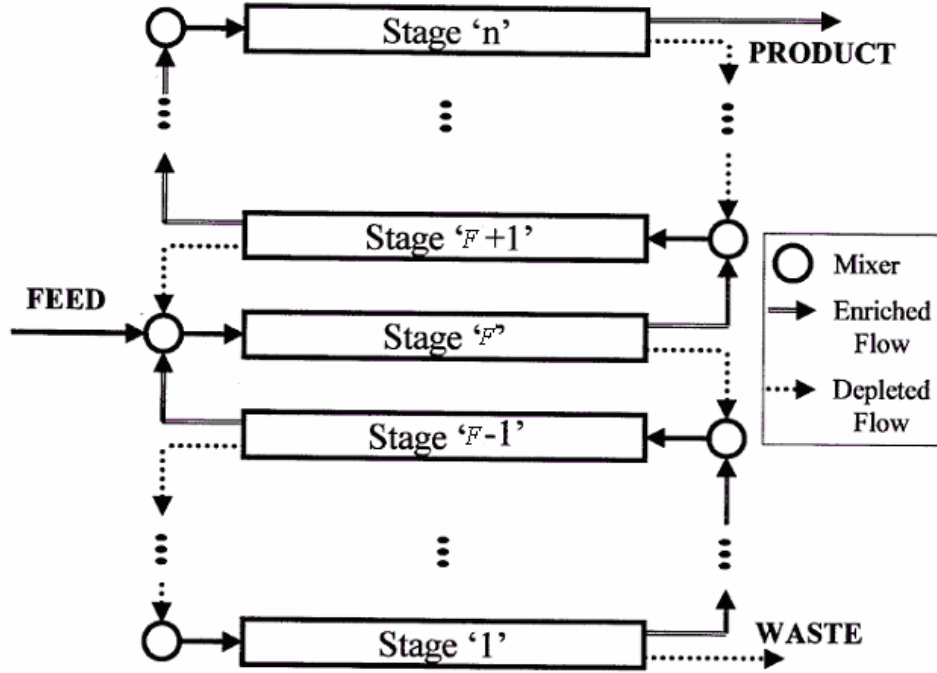 Stage ‘n’
PRODUCT
Stage ‘F+1’
Mixer
FEED
Enriched
Flow
Stage ‘F’’
Depleted
Flow
Stage ‘F-1’
WASTE
Stage ‘1’